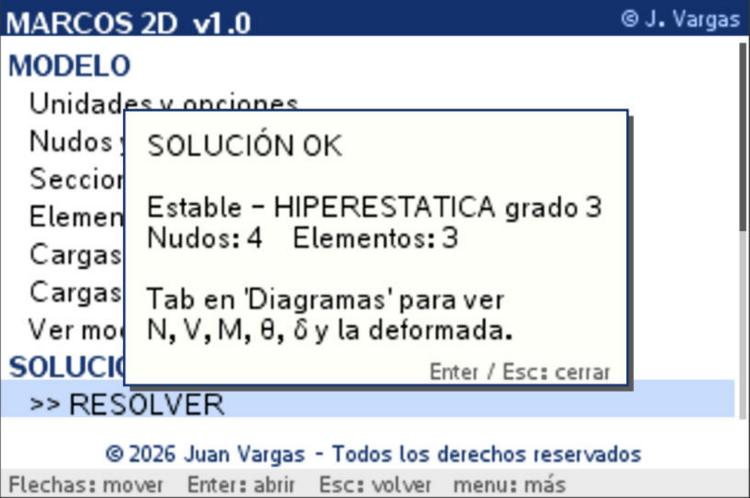 MARCOS 2D v1.0
© J. Vargas
MODELO
Unidades y opciones
Nudos y
Seccion
Elemen
Cargas
Cargas
Ver mo
SOLUCI
>> RESOLVER
SOLUCIÓN OK
Estable – HIPERESTATICA grado 3
Nudos: 4 Elementos: 3
Tab en 'Diagramas' para ver
N, V, M, θ, δ y la deformada.
Enter / Esc: cerrar
© 2026 Juan Vargas - Todos los derechos reservados
Flechas: mover Enter: abrir Esc: volver menu: más